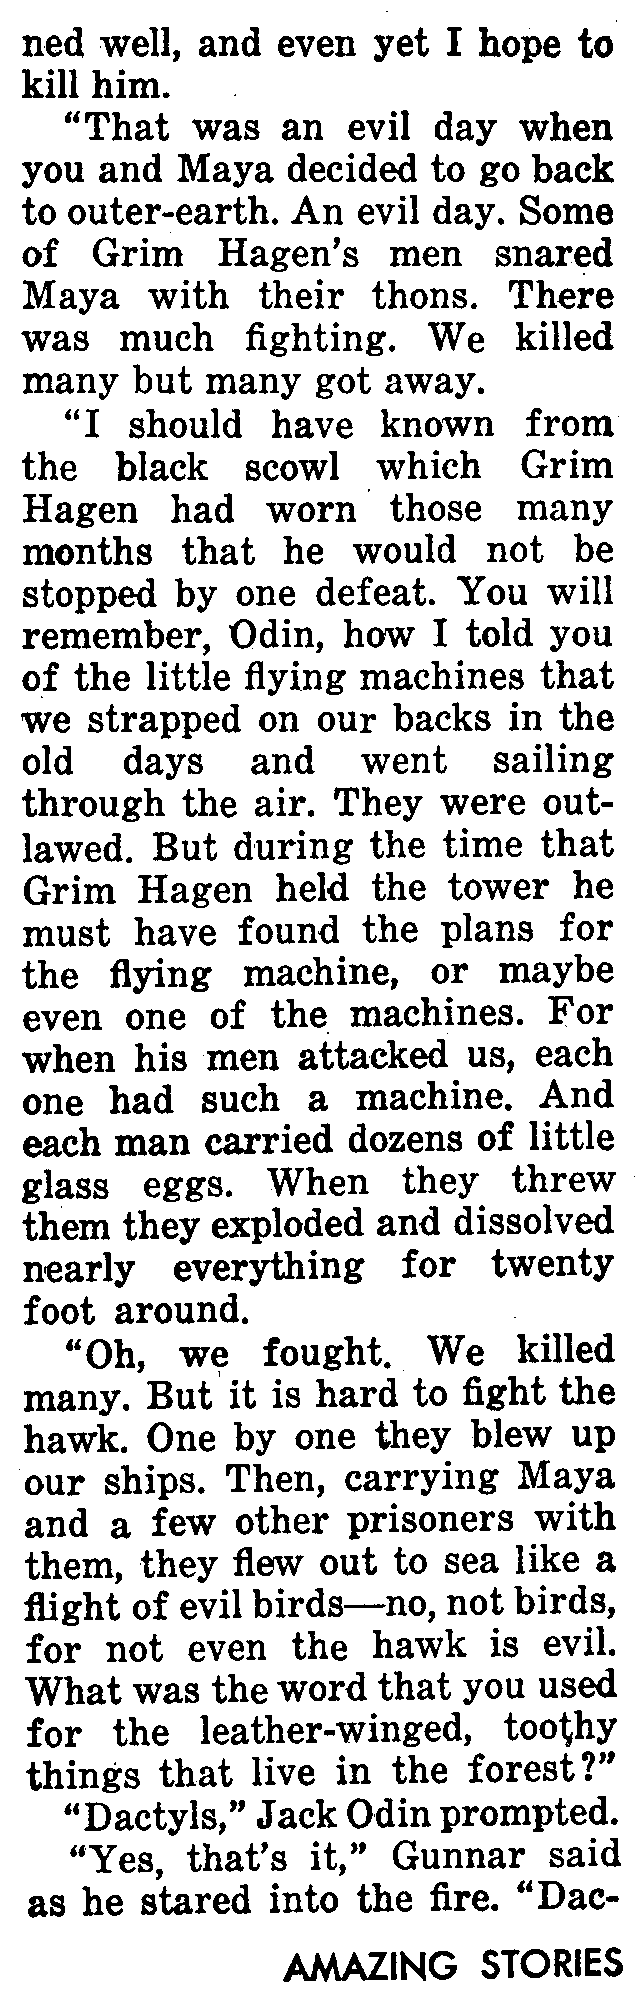 ned well, and even yet I hope to
kill him.
“That was an evil day when
you and Maya decided to go back
to outer-earth. An evil day. Some
of Grim Hagen’s men snared
Maya with their thons. There
was much fighting. We killed
many but many got away.
“I should have known from
the black scowl which Grim
Hagen had worn those many
months that he would not be
stopped by one defeat. You will
remember, Odin, how I told you
of the little flying machines that
we strapped on our backs in the
old days and went sailing
through the air. They were out-
lawed. But during the time that
Grim Hagen held the tower he
must have found the plans for
the flying machine, or maybe
even one of the machines. For
when his men attacked us, each
one had such a machine. And
each man carried dozens of little
glass eggs. When they threw
them they exploded and dissolved
nearly everything for twenty
foot around.
“Oh, we fought. We killed
many. But it is hard to fight the
hawk. One by one they blew up
our ships. Then, carrying Maya
and a few other prisoners with
them, they flew out to sea like a
flight of evil birds—no, not birds,
for not even the hawk is evil.
What was the word that you used
for the leather-winged, toothy
things that live in the forest?”
“Dactyls,” Jack Odin prompted.
“Yes, that’s it,” Gunnar said
as he stared into the fire. “Dac-
AMAZING STORIES